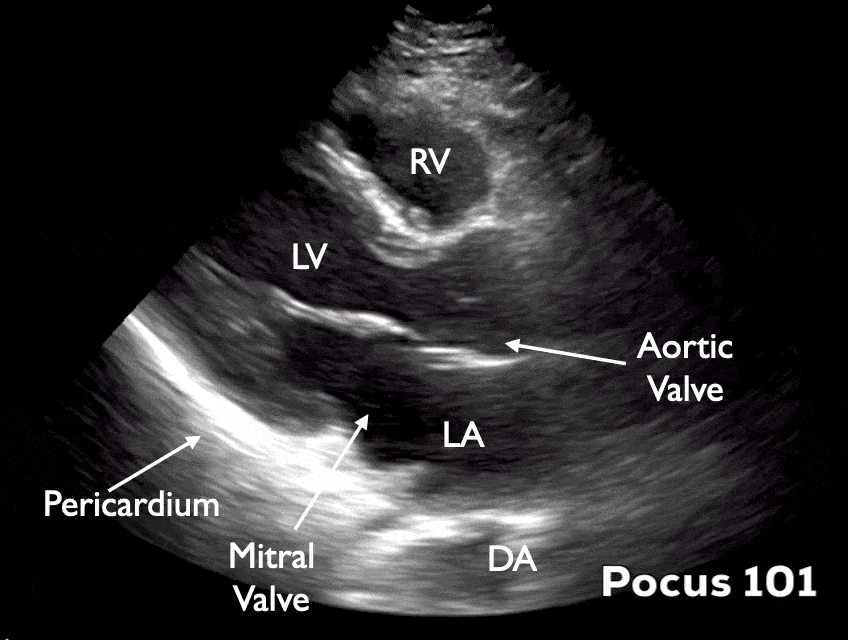 RV
LV
Aortic
Valve
LA
Pericardium
Mitral
Valve
DA
Pocus 101